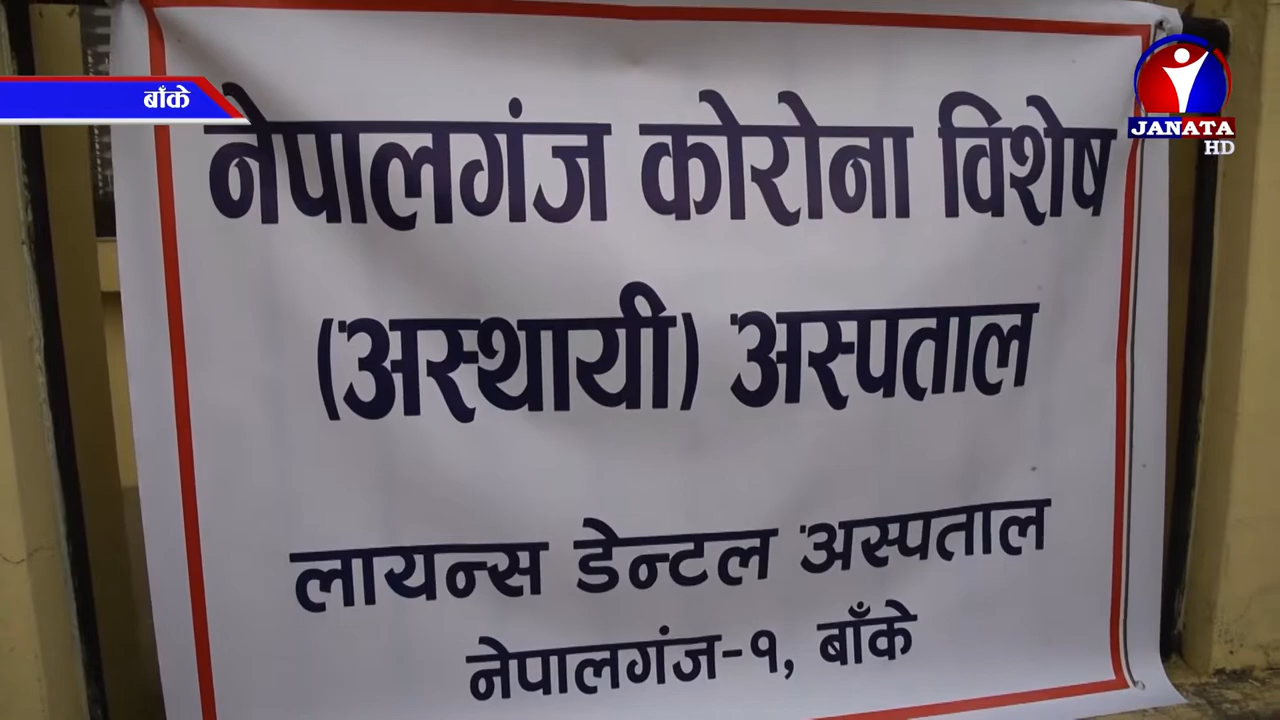 बाँके
JANATA
HD
नेपालगंज कोरोना विशेष
(अस्थायी) अस्पताल
लायन्स डेन्टल अस्पताल
नेपालगंज-१, बाँके